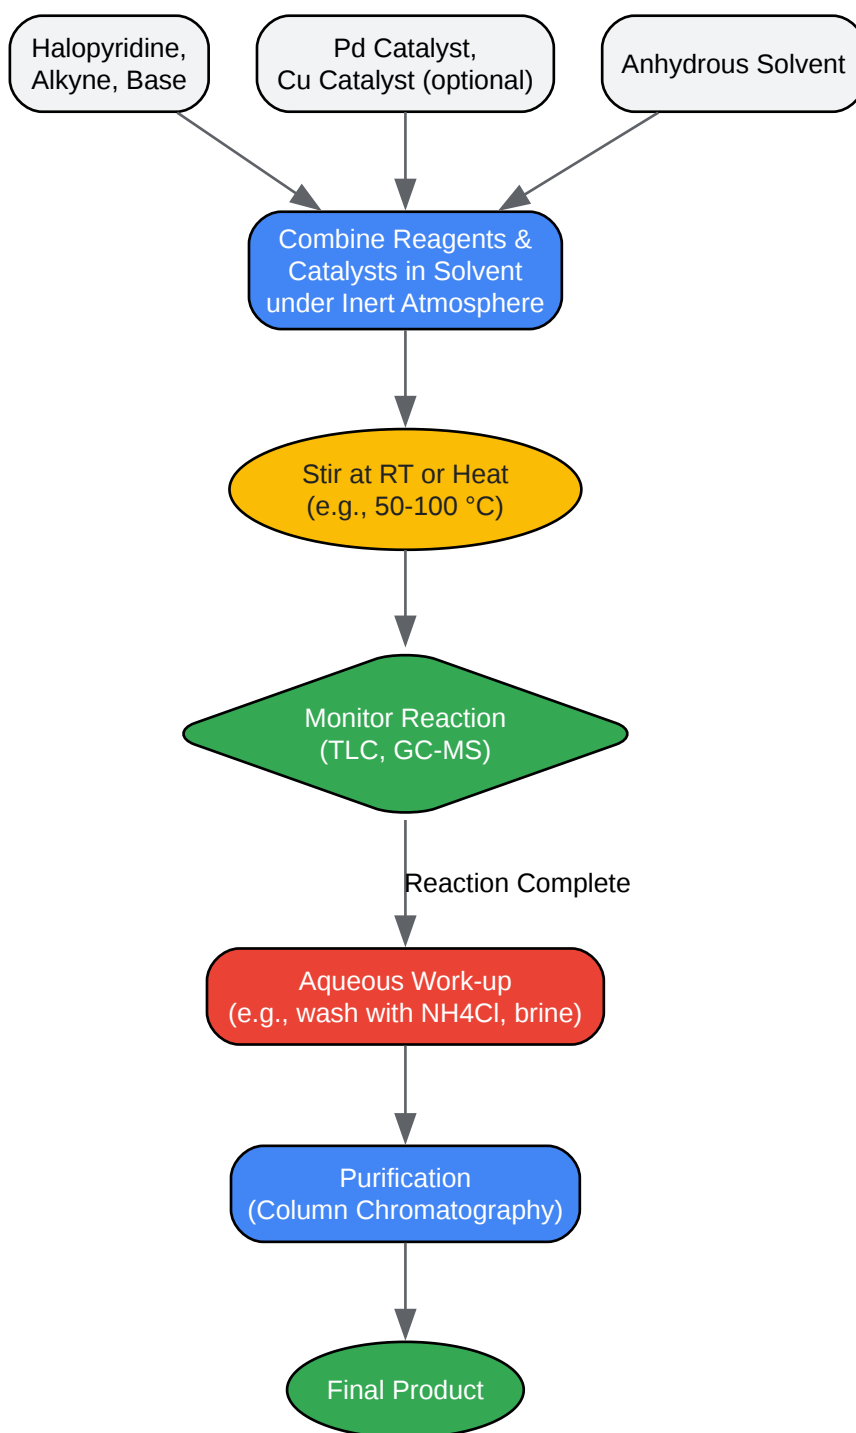 Halopyridine,
Alkyne, Base
Pd Catalyst,
Cu Catalyst (optional)
Anhydrous Solvent
Combine Reagents &
Catalysts in Solvent
under Inert Atmosphere
Stir at RT or Heat
(e.g., 50-100 °C)
Monitor Reaction
(TLC, GC-MS)
Reaction Complete
Aqueous Work-up
(e.g., wash with NH4Cl, brine)
Purification
(Column Chromatography)
Final Product